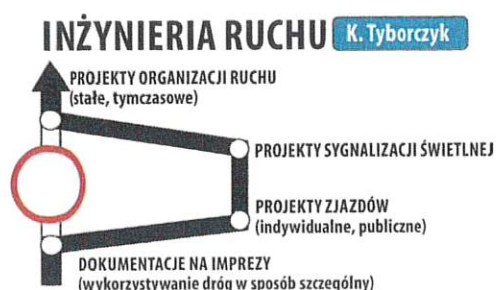 INŻYNIERIA RUCHU K. Tyborczyk
PROJEKTY ORGANIZACJI RUCHU
(stałe, tymczasowe)
PROJEKTY SYGNALIZACJI ŚWIETLNEJ
PROJEKTY ZJAZDÓW
(indywidualne, publiczne)
DOKUMENTACJE NA IMPREZY
(wykorzystywanie dróg w sposób szczególny)